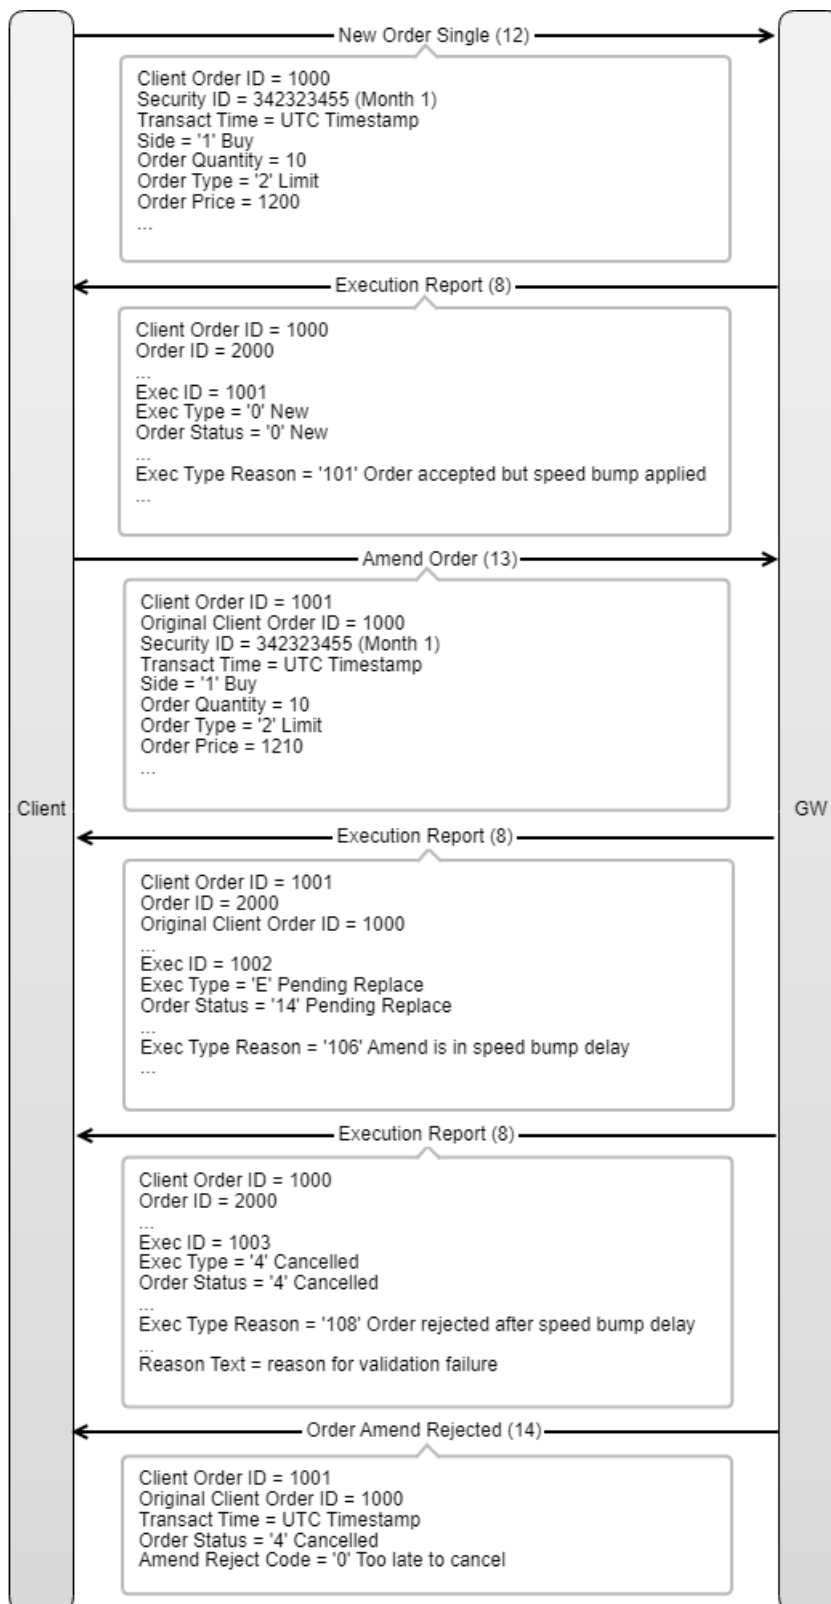 New Order Single (12)
Client Order ID = 1000
Security ID = 342323455 (Month 1)
Transact Time = UTC Timestamp
Side = '1' Buy
Order Quantity = 10
Order Type = '2' Limit
Order Price = 1200
...
Execution Report (8)
Client Order ID = 1000
Order ID = 2000
...
Exec ID = 1001
Exec Type = '0' New
Order Status = '0' New
...
Exec Type Reason = '101' Order accepted but speed bump applied
...
Amend Order (13)
Client Order ID = 1001
Original Client Order ID = 1000
Security ID = 342323455 (Month 1)
Transact Time = UTC Timestamp
Side = '1' Buy
Order Quantity = 10
Order Type = '2' Limit
Order Price = 1210
...
Client
GW
Execution Report (8)
Client Order ID = 1001
Order ID = 2000
Original Client Order ID = 1000
...
Exec ID = 1002
Exec Type = 'E' Pending Replace
Order Status = '14' Pending Replace
...
Exec Type Reason = '106' Amend is in speed bump delay
...
Execution Report (8)
Client Order ID = 1000
Order ID = 2000
...
Exec ID = 1003
Exec Type = '4' Cancelled
Order Status = '4' Cancelled
...
Exec Type Reason = '108' Order rejected after speed bump delay
...
Reason Text = reason for validation failure
Order Amend Rejected (14)
Client Order ID = 1001
Original Client Order ID = 1000
Transact Time = UTC Timestamp
Order Status = '4' Cancelled
Amend Reject Code = '0' Too late to cancel